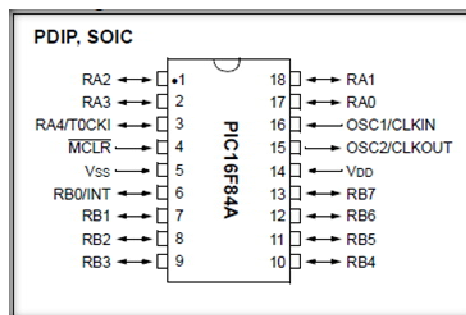 PDIP, SOIC
RA2 1 18 RA1
RA3 2 17 RA0
RA4/T0CKI 3 16 OSC1/CLKIN
MCLR 4 15 OSC2/CLKOUT
VSS 5 14 VDD
RB0/INT 6 13 RB7
RB1 7 12 RB6
RB2 8 11 RB5
RB3 9 10 RB4
PIC16F84A